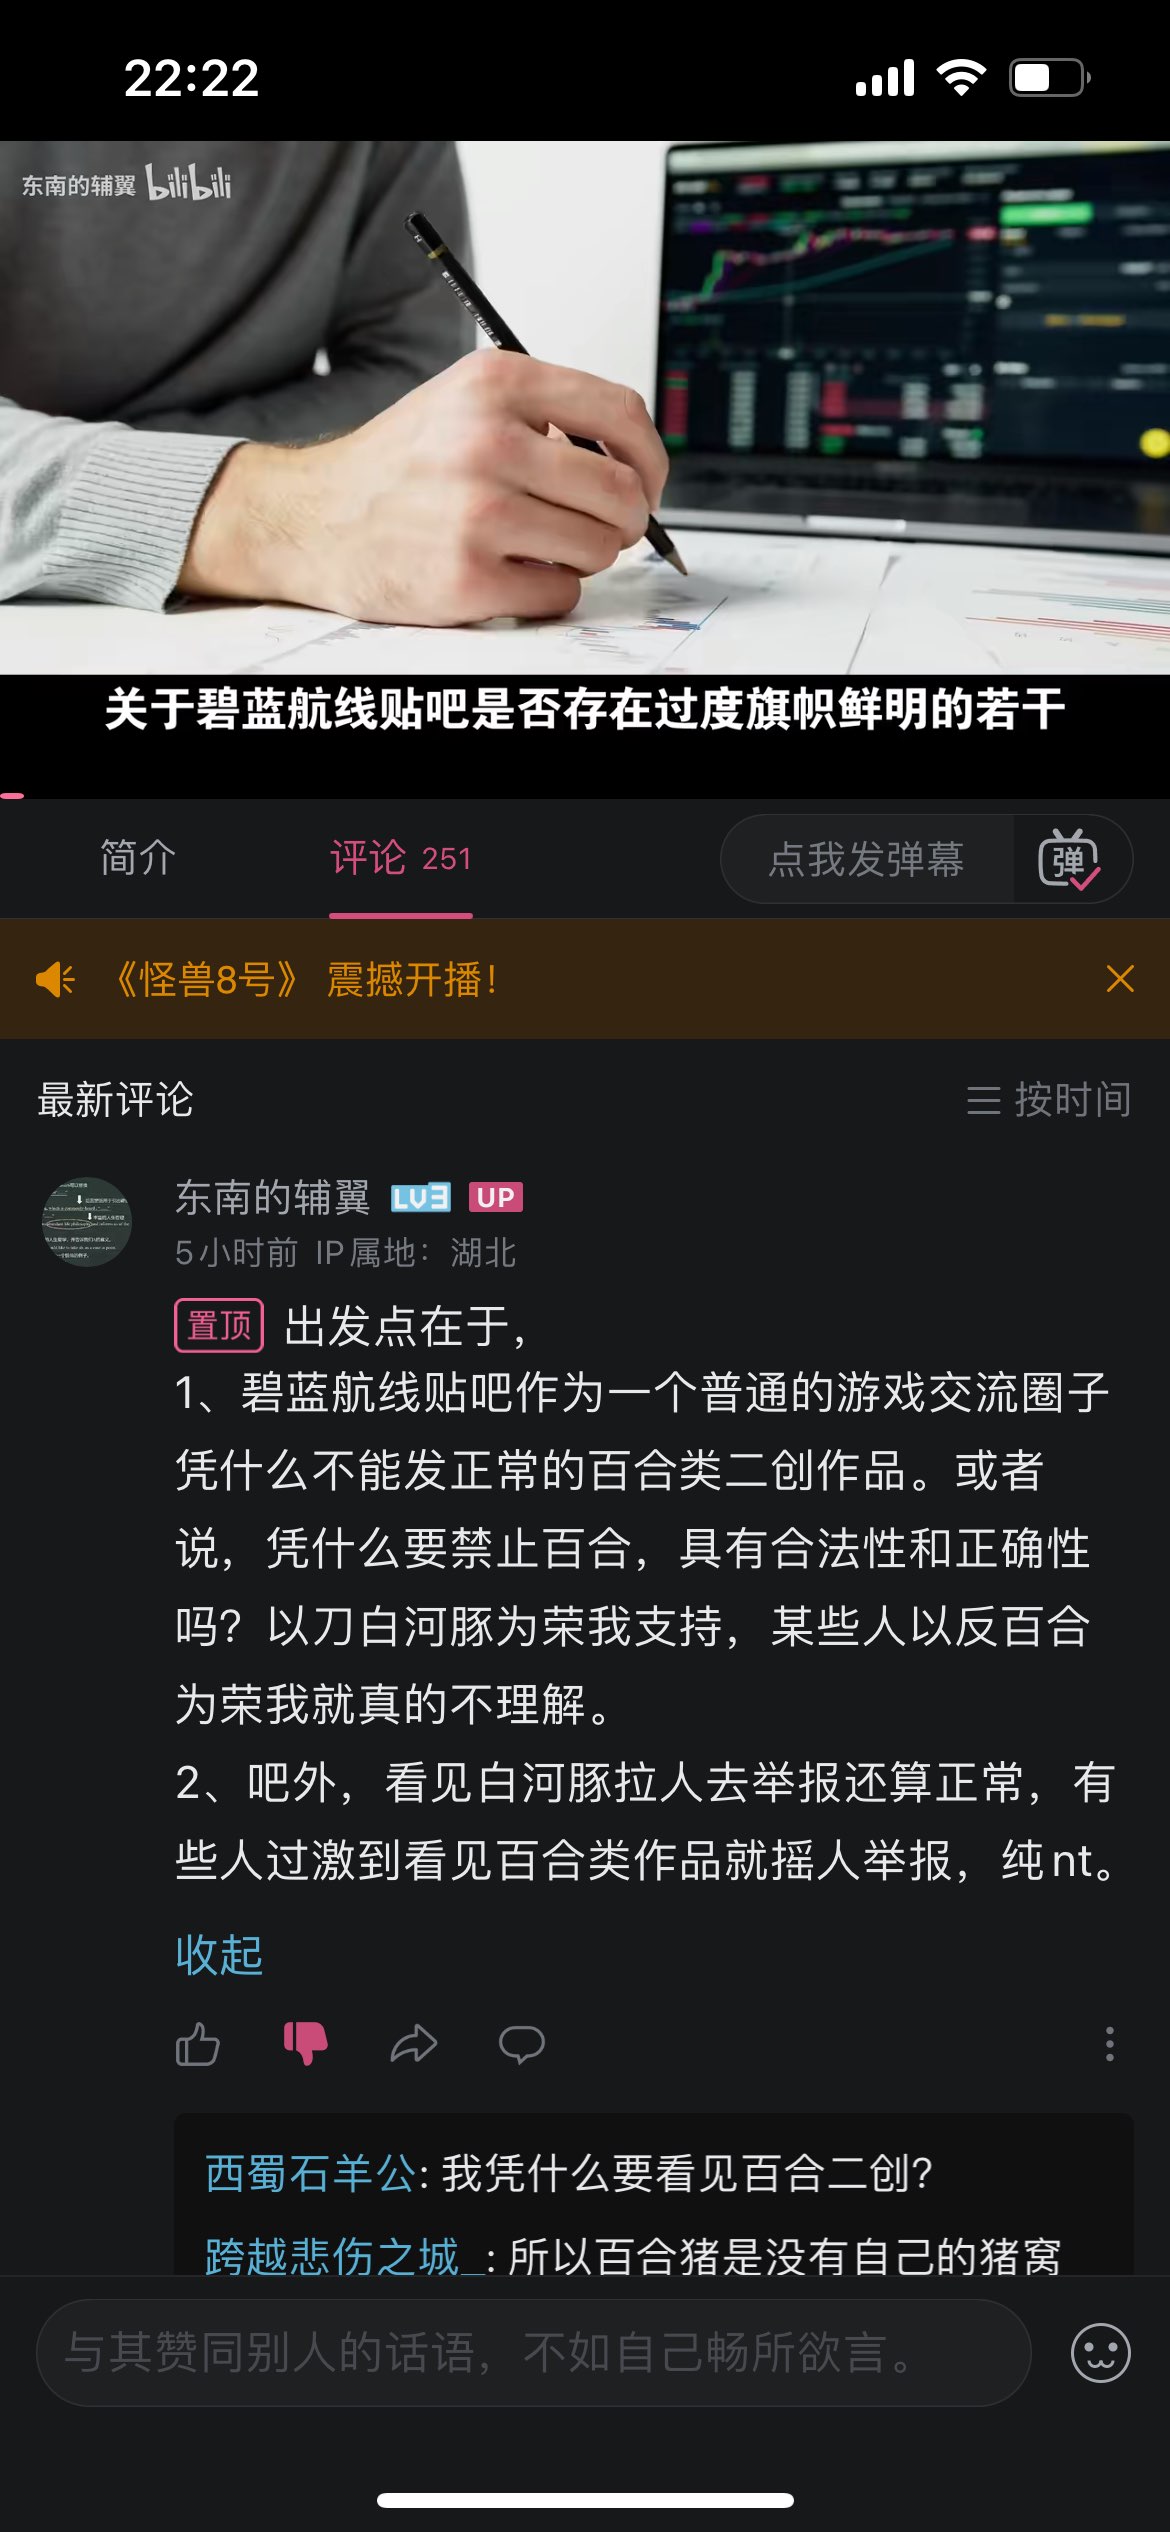 22:22
东南的辅翼 bilibili
关于碧蓝航线贴吧是否存在过度旗帜鲜明的若干
简介
评论 251
点我发弹幕
弹
《怪兽8号》 震撼开播！
最新评论
按时间
东南的辅翼 LV3 UP
5小时前 IP属地：湖北
置顶 出发点在于，
1、碧蓝航线贴吧作为一个普通的游戏交流圈子
凭什么不能发正常的百合类二创作品。或者
说，凭什么要禁止百合，具有合法性和正确性
吗？以刀白河豚为荣我支持，某些人以反百合
为荣我就真的不理解。
2、吧外，看见白河豚拉人去举报还算正常，有
些人过激到看见百合类作品就摇人举报，纯nt。
收起
西蜀石羊公: 我凭什么要看见百合二创？
跨越悲伤之城_: 所以百合猪是没有自己的猪窝
与其赞同别人的话语，不如自己畅所欲言。